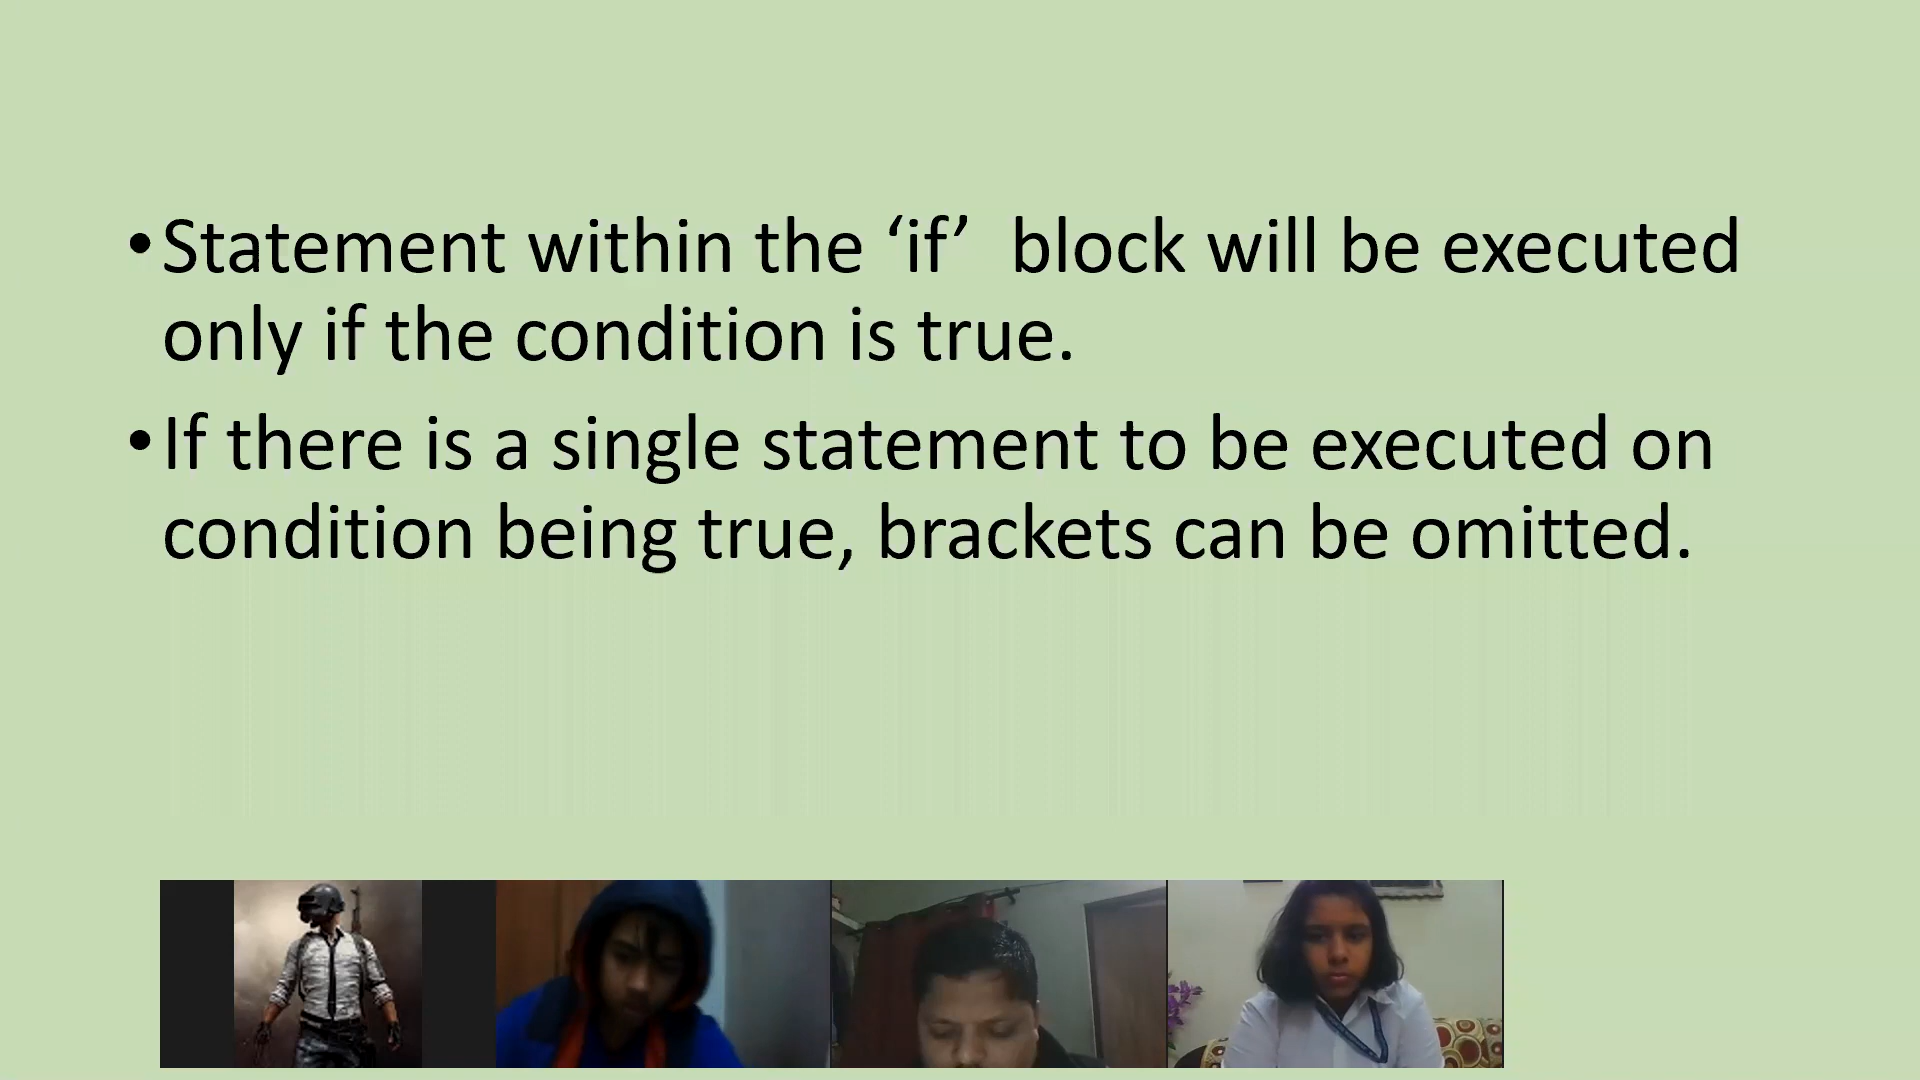 •Statement within the ‘if’  block will be executed
only if the condition is true.
•If there is a single statement to be executed on
condition being true, brackets can be omitted.